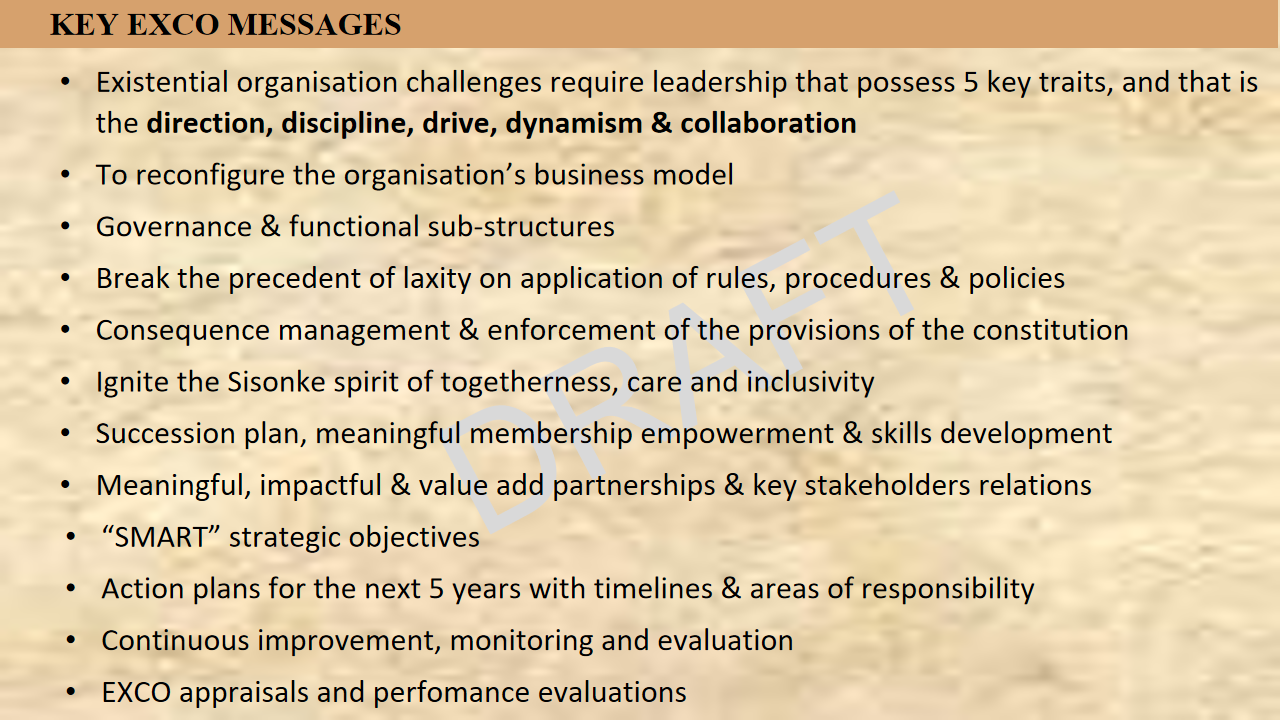 KEY EXCO MESSAGES
• Existential organisation challenges require leadership that possess 5 key traits, and that is
the direction, discipline, drive, dynamism & collaboration
• To reconfigure the organisation’s business model
• Governance & functional sub-structures
• Break the precedent of laxity on application of rules, procedures & policies
• Consequence management & enforcement of the provisions of the constitution
• Ignite the Sisonke spirit of togetherness, care and inclusivity
• Succession plan, meaningful membership empowerment & skills development
• Meaningful, impactful & value add partnerships & key stakeholders relations
• “SMART” strategic objectives
• Action plans for the next 5 years with timelines & areas of responsibility
• Continuous improvement, monitoring and evaluation
• EXCO appraisals and perfomance evaluations
DRAFT